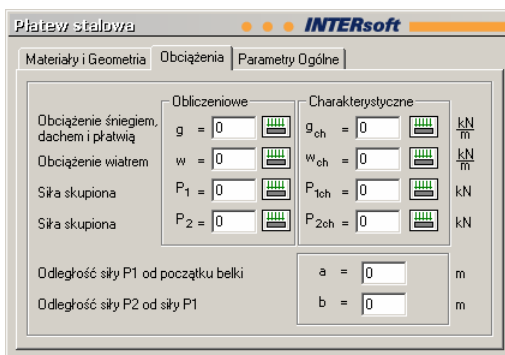 Płatew stalowa INTERsoft
Materiały i Geometria Obciążenia Parametry Ogólne
Obliczeniowe Charakterystyczne
Obciążenie śniegiem, dachem i płatwią g = 0 g ch = 0 kN/m
Obciążenie wiatrem w = 0 w ch = 0 kN/m
Siła skupiona P1 = 0 P1ch = 0 kN
Siła skupiona P2 = 0 P2ch = 0 kN
Odległość siły P1 od początku belki a = 0 m
Odległość siły P2 od siły P1 b = 0 m